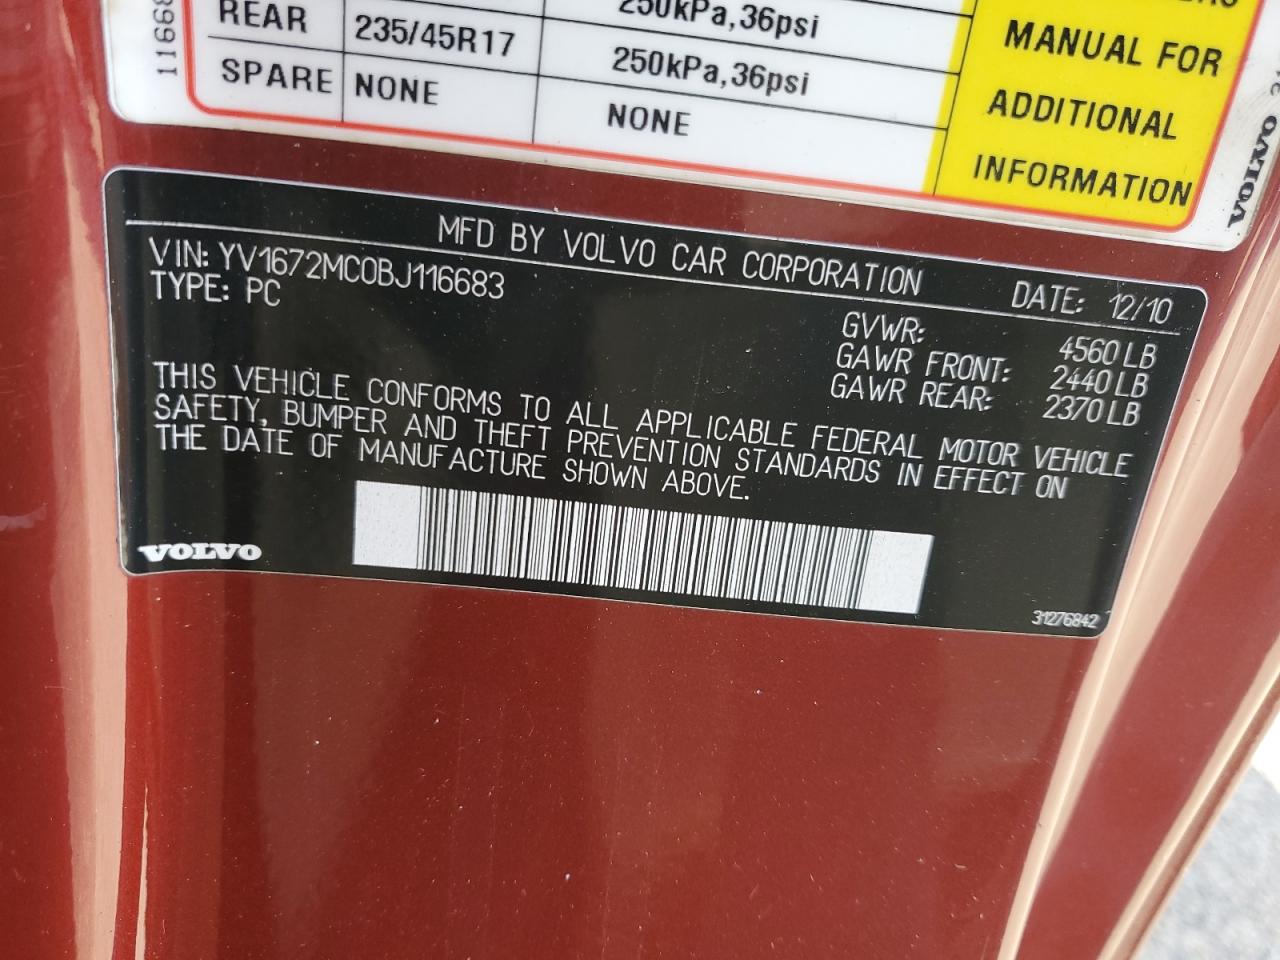 250kPa,36psi
REAR 235/45R17 250kPa,36psi
SPARE NONE NONE
MANUAL FOR
ADDITIONAL
INFORMATION
VOLVO
MFD BY VOLVO CAR CORPORATION
VIN: YV1672MC0BJ116683 DATE: 12/10
TYPE: PC
GVWR: 4560 LB
GAWR FRONT: 2440 LB
GAWR REAR: 2370 LB
THIS VEHICLE CONFORMS TO ALL APPLICABLE FEDERAL MOTOR VEHICLE
SAFETY, BUMPER AND THEFT PREVENTION STANDARDS IN EFFECT ON
THE DATE OF MANUFACTURE SHOWN ABOVE.
VOLVO
31276842